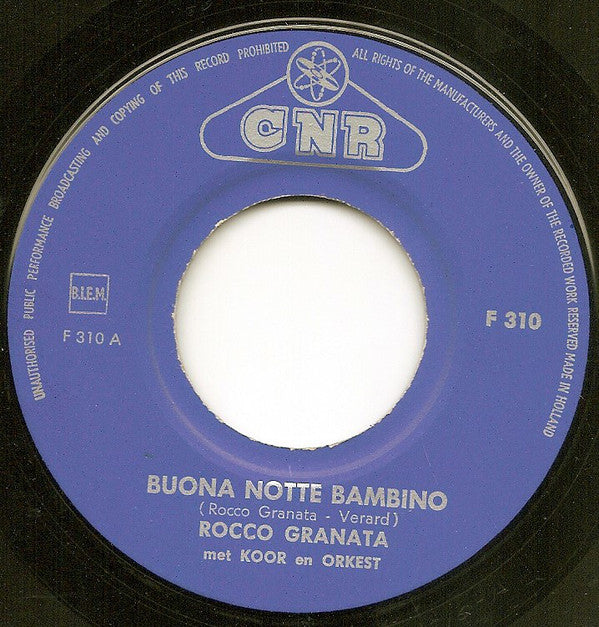 UNAUTHORISED PUBLIC PERFORMANCE BROADCASTING AND COPYING OF THIS RECORD PROHIBITED
ALL RIGHTS OF THE MANUFACTURERS AND THE OWNER OF THE RECORDED WORK RESERVED MADE IN HOLLAND
CNR
B.I.E.M.
F 310 A
F 310
BUONA NOTTE BAMBINO
(Rocco Granata - Verard)
ROCCO GRANATA
met KOOR en ORKEST